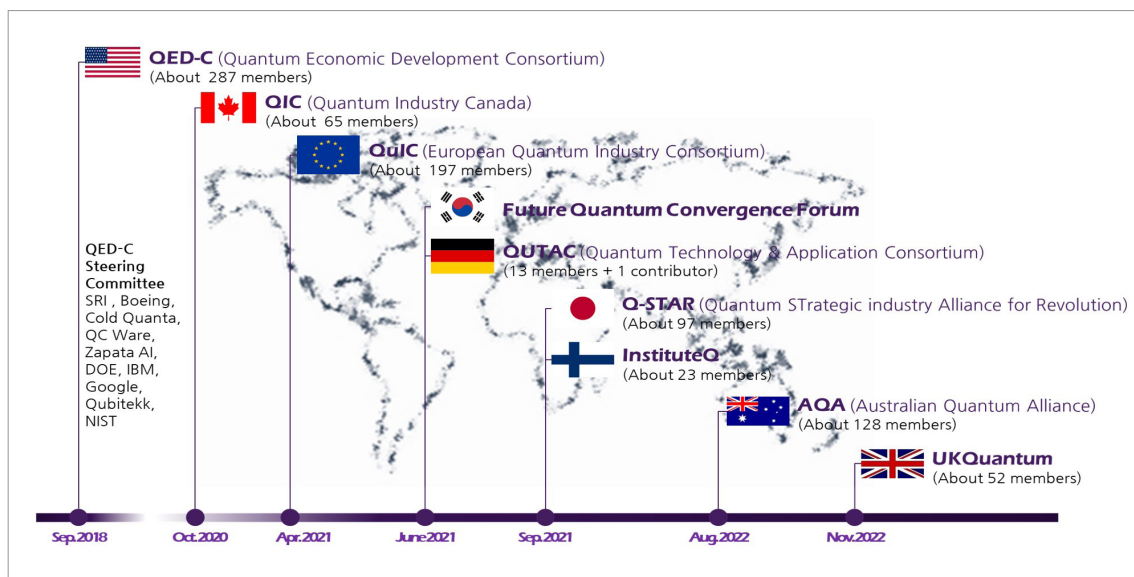 QED-C (Quantum Economic Development Consortium)
(About 287 members)
QIC (Quantum Industry Canada)
(About 65 members)
QuIC (European Quantum Industry Consortium)
(About 197 members)
Future Quantum Convergence Forum
QUTAC (Quantum Technology & Application Consortium)
(13 members + 1 contributor)
QED-C
Steering
Committee
SRI , Boeing,
Cold Quanta,
QC Ware,
Zapata AI,
DOE, IBM,
Google,
Qubitekk,
NIST
Q-STAR (Quantum STrategic industry Alliance for Revolution)
(About 97 members)
InstituteQ
(About 23 members)
AQA (Australian Quantum Alliance)
(About 128 members)
UKQuantum
(About 52 members)
Sep.2018
Oct.2020
Apr.2021
June2021
Sep.2021
Aug.2022
Nov.2022